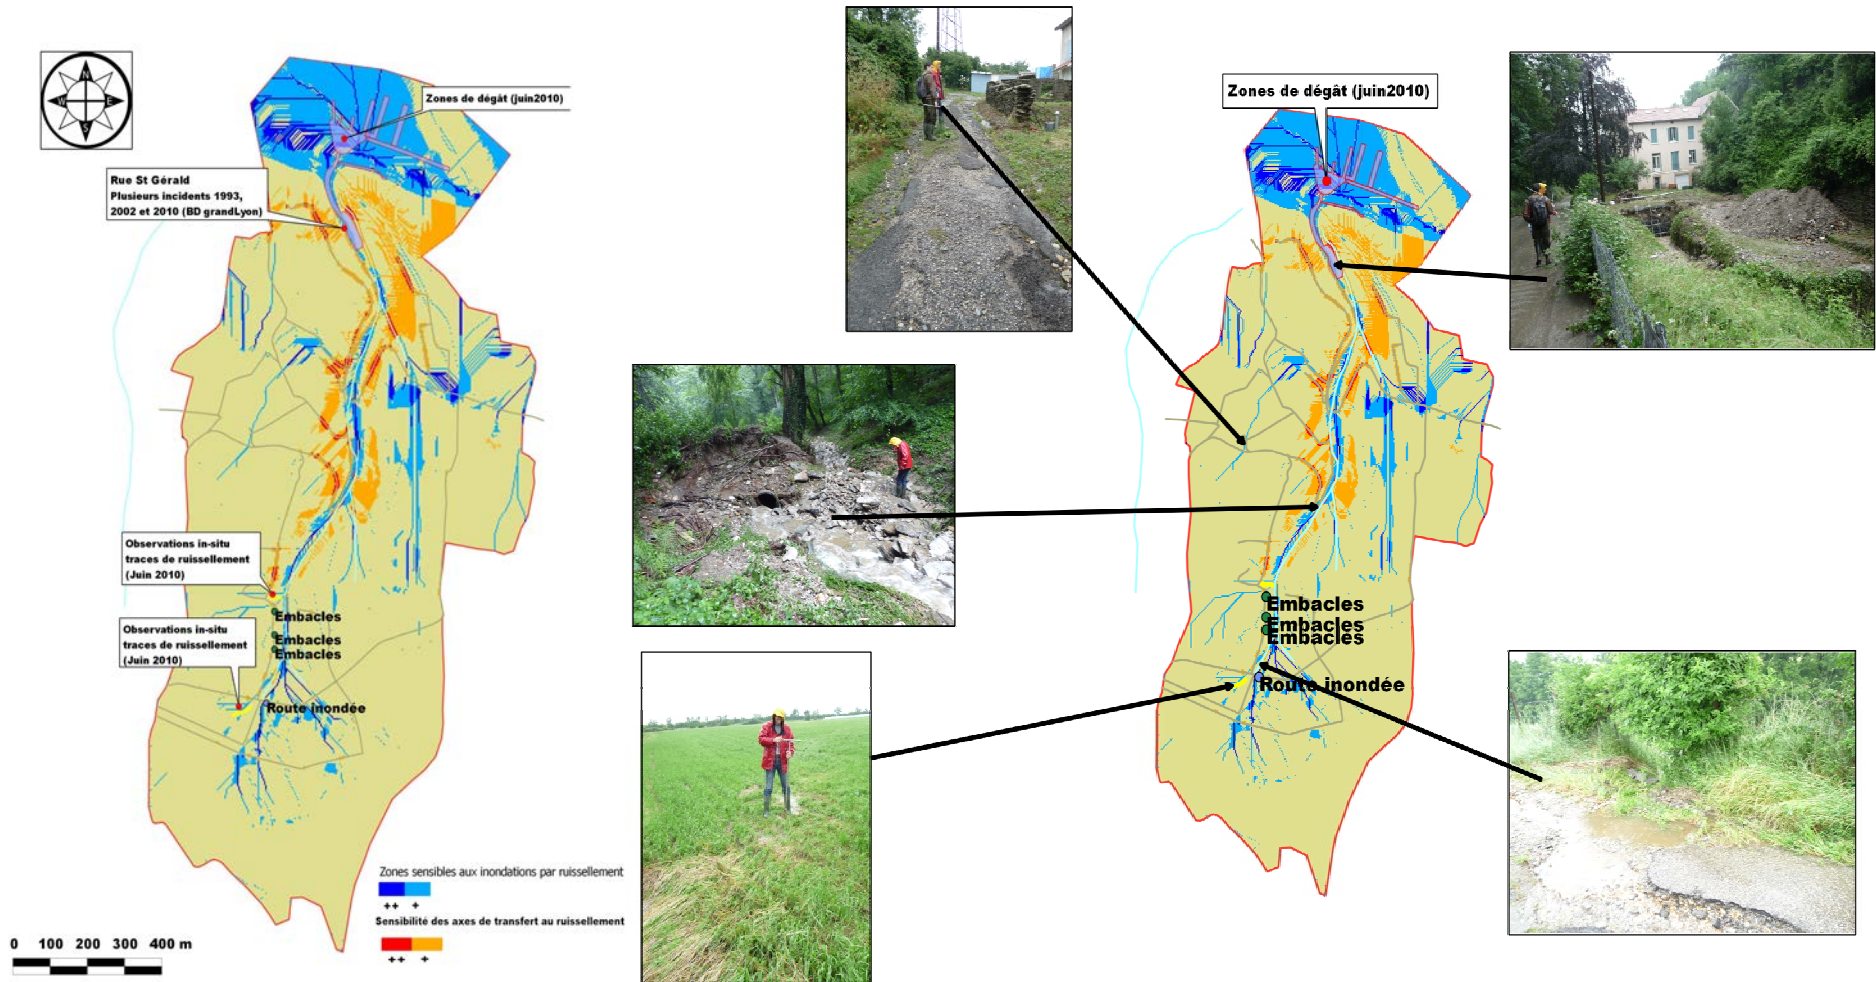 N
W
E
S
Zones de dégât (juin2010)
Rue St Gérald
Plusieurs incidents 1993,
2002 et 2010 (BD grandLyon)
Observations in-situ
traces de ruissellement
(Juin 2010)
Embacles
Observations in-situ
traces de ruissellement
(Juin 2010)
Embacles
Embacles
Route inondée
Zones sensibles aux inondations par ruissellement
++ +
Sensibilité des axes de transfert au ruissellement
++ +
0 100 200 300 400 m
Zones de dégât (juin2010)
Embacles
Embacles
Embacles
Route inondée